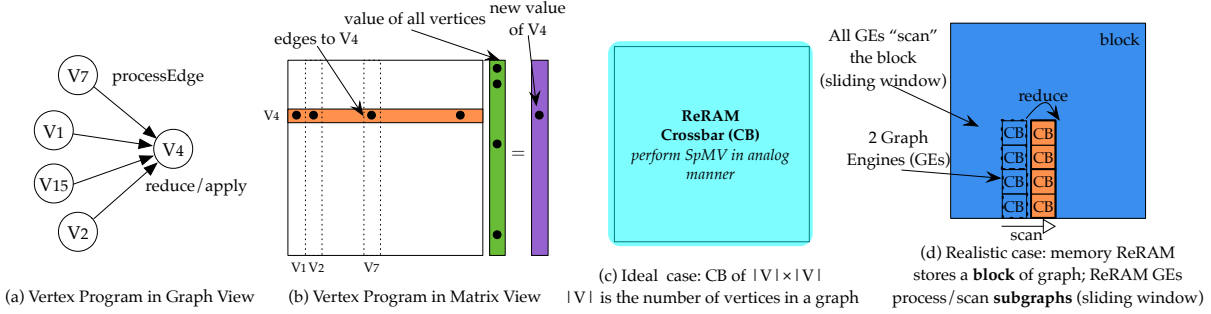 V7
processEdge
V1
V4
V15
reduce/apply
V2
(a) Vertex Program in Graph View
value of all vertices
new value
of V4
edges to V4
V4
=
V1 V2 V7
(b) Vertex Program in Matrix View
ReRAM
Crossbar (CB)
perform SpMV in analog
manner
(c) Ideal case: CB of |V|×|V|
|V| is the number of vertices in a graph
All GEs “scan”
the block
(sliding window)
block
reduce
2 Graph
Engines (GEs)
CB CB
CB CB
CB CB
CB CB
scan
(d) Realistic case: memory ReRAM
stores a block of graph; ReRAM GEs
process/scan subgraphs (sliding window)